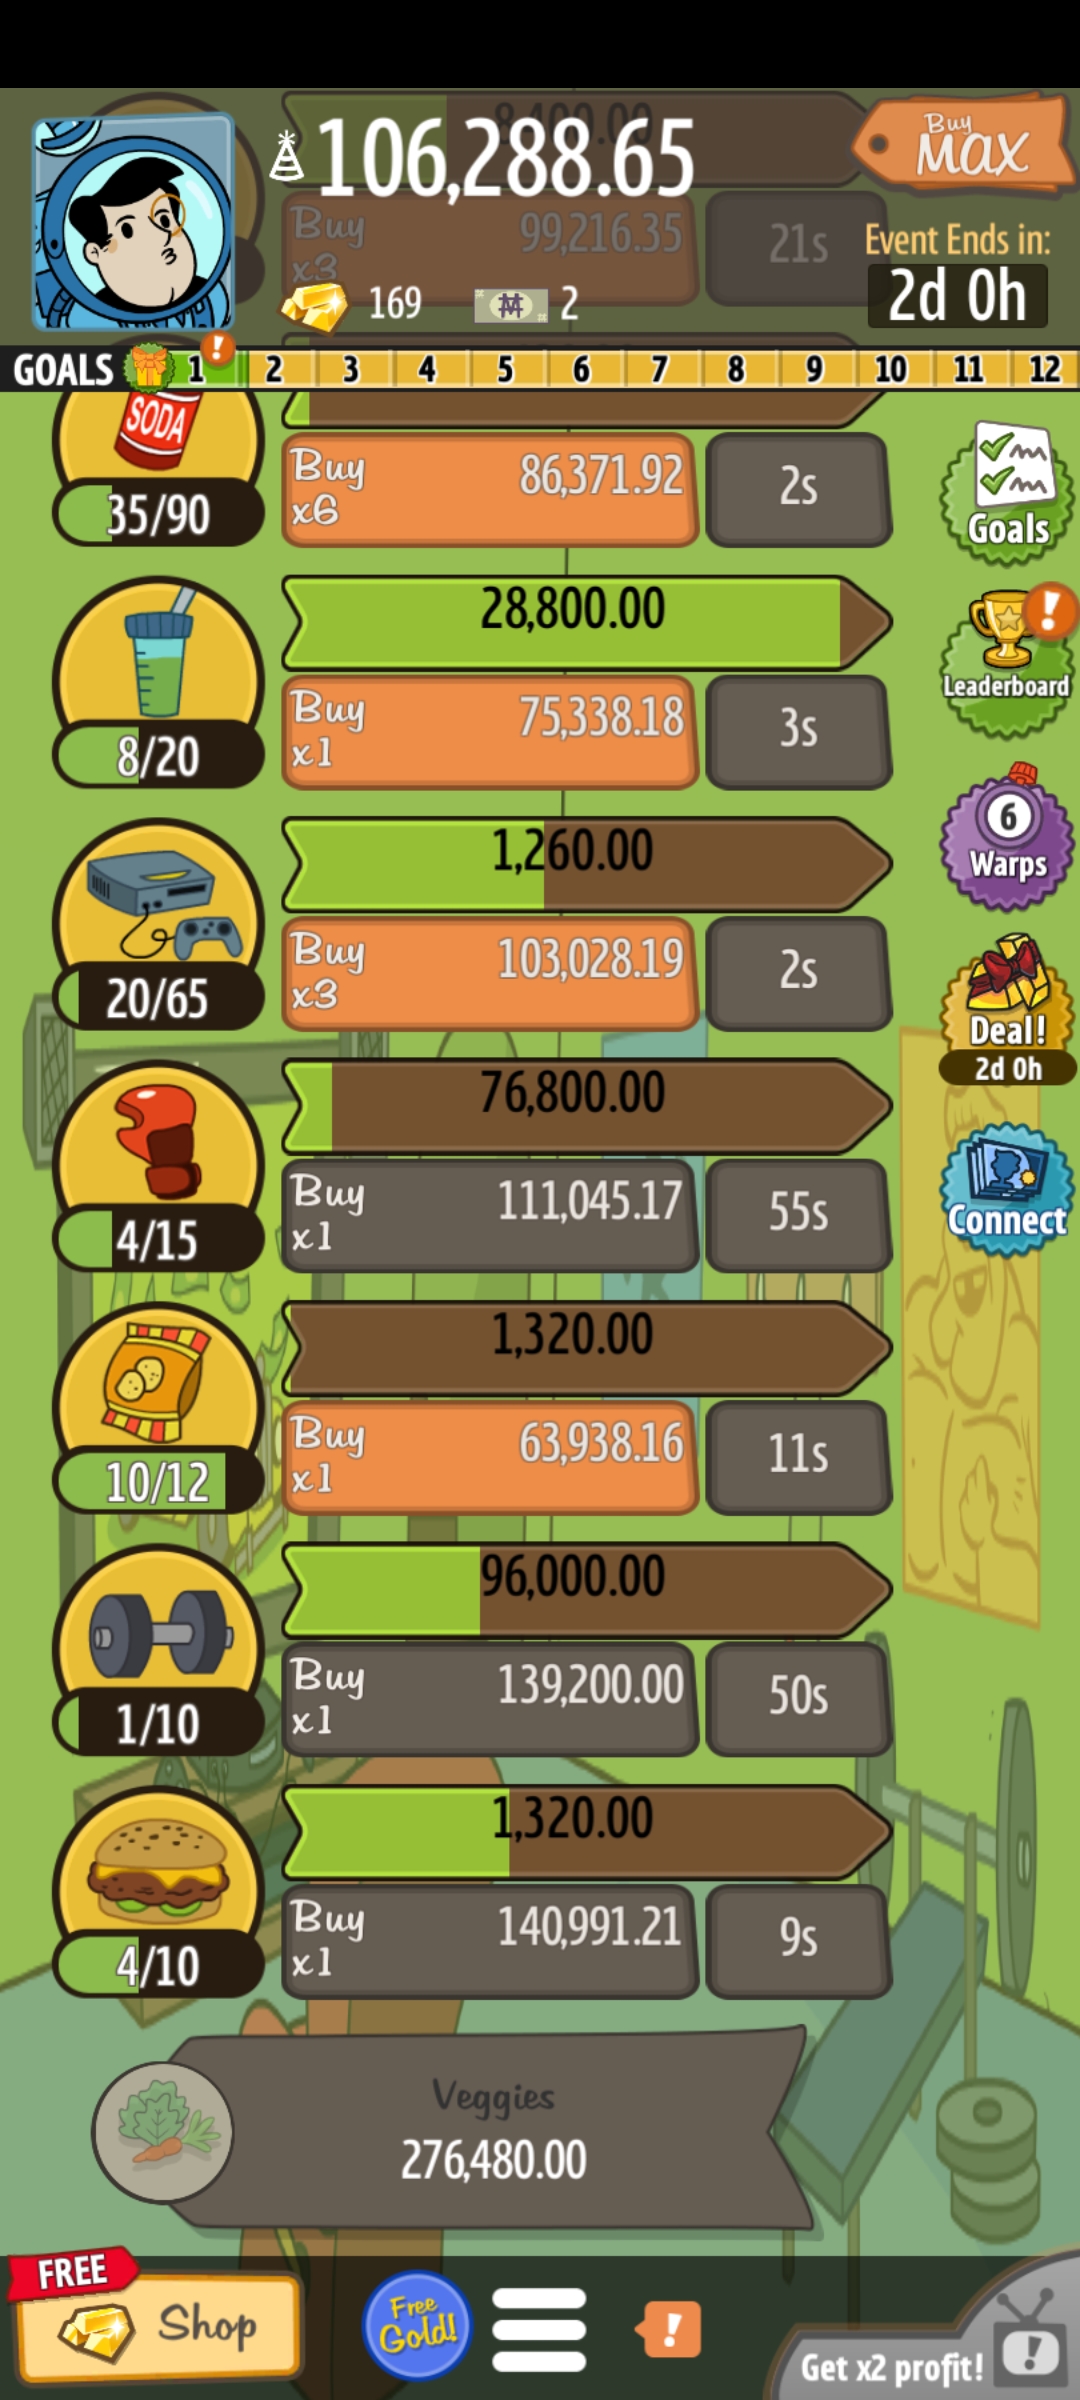 8,400.00
106,288.65
Buy
MAX
Buy
x3
99,216.35
21s
Event Ends in:
2d 0h
169
2
GOALS
1
!
2
3
4
5
6
7
8
9
10
11
12
SODA
35/90
Buy
x6
86,371.92
2s
Goals
28,800.00
8/20
Buy
x1
75,338.18
3s
!
Leaderboard
1,260.00
20/65
Buy
x3
103,028.19
2s
6
Warps
Deal!
2d 0h
76,800.00
4/15
Buy
x1
111,045.17
55s
Connect
1,320.00
10/12
Buy
x1
63,938.16
11s
96,000.00
1/10
Buy
x1
139,200.00
50s
1,320.00
4/10
Buy
x1
140,991.21
9s
Veggies
276,480.00
FREE
Shop
Free
Gold!
!
Get x2 profit!
!